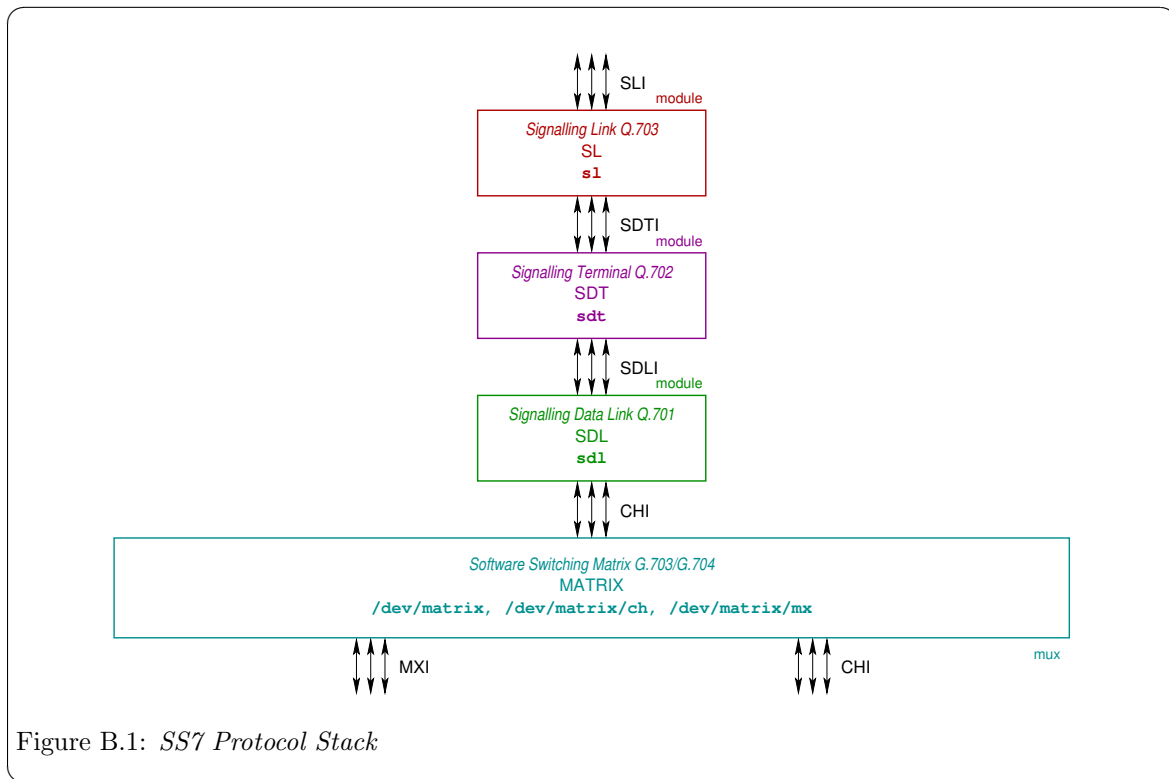 SLI
module
Signalling Link Q.703
SL
sl
SDTI
module
Signalling Terminal Q.702
SDT
sdt
SDLI
module
Signalling Data Link Q.701
SDL
sdl
CHI
Software Switching Matrix G.703/G.704
MATRIX
/dev/matrix, /dev/matrix/ch, /dev/matrix/mx
mux
MXI
CHI
Figure B.1: SS7 Protocol Stack